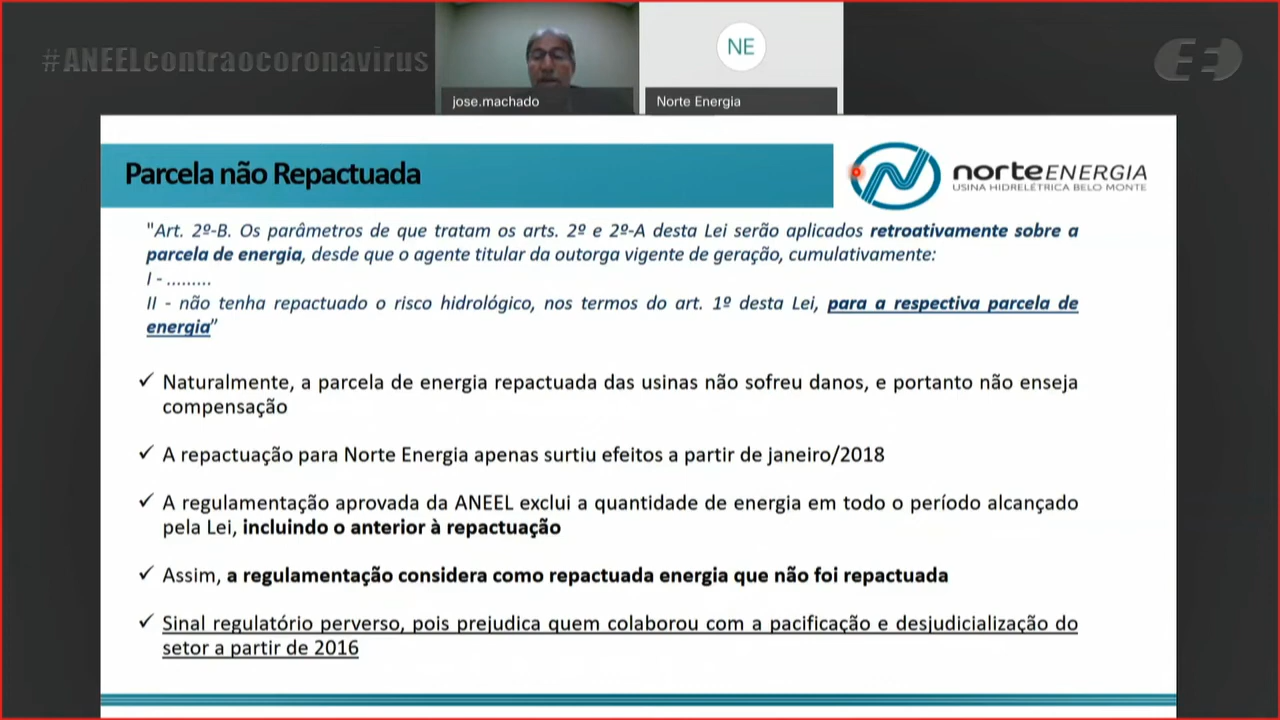 #ANEELcontraocoronavirus
NE
jose.machado
Norte Energia
Parcela não Repactuada
norteENERGIA
USINA HIDRELÉTRICA BELO MONTE
"Art. 2º-B. Os parâmetros de que tratam os arts. 2º e 2º-A desta Lei serão aplicados retroativamente sobre a
parcela de energia, desde que o agente titular da outorga vigente de geração, cumulativamente:
I - .........
II - não tenha repactuado o risco hidrológico, nos termos do art. 1º desta Lei, para a respectiva parcela de
energia"
✓ Naturalmente, a parcela de energia repactuada das usinas não sofreu danos, e portanto não enseja
compensação
✓ A repactuação para Norte Energia apenas surtiu efeitos a partir de janeiro/2018
✓ A regulamentação aprovada da ANEEL exclui a quantidade de energia em todo o período alcançado
pela Lei, incluindo o anterior à repactuação
✓ Assim, a regulamentação considera como repactuada energia que não foi repactuada
✓ Sinal regulatório perverso, pois prejudica quem colaborou com a pacificação e desjudicialização do
setor a partir de 2016